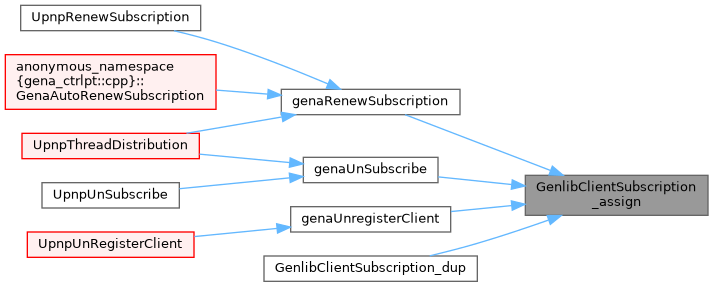 UpnpRenewSubscription
anonymous_namespace
{gena_ctrlpt::cpp}::
GenaAutoRenewSubscription
genaRenewSubscription
UpnpThreadDistribution
genaUnSubscribe
GenlibClientSubscription
_assign
UpnpUnSubscribe
genaUnregisterClient
UpnpUnRegisterClient
GenlibClientSubscription_dup